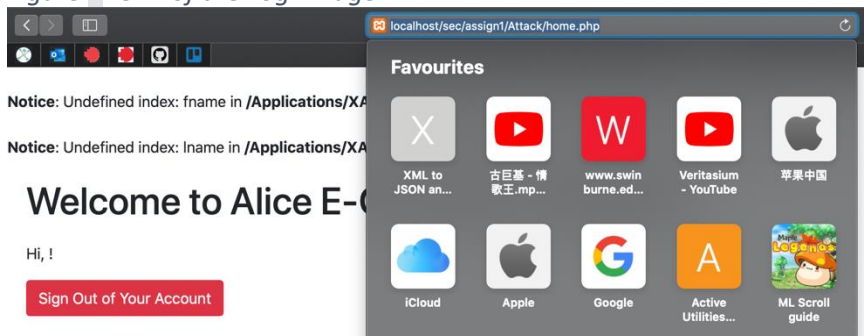 localhost/sec/assign1/Attack/home.php
Favourites
Notice: Undefined index: fname in /Applications/XA
Notice: Undefined index: lname in /Applications/XA
Welcome to Alice E-
Hi, !
Sign Out of Your Account
X
XML to
JSON an...
古巨基 - 情
歌王.mp...
W
www.swin
burne.ed...
Veritasium
- YouTube
苹果中国
iCloud
Apple
G
Google
A
Active
Utilities...
Maple
Legends
ML Scroll
guide